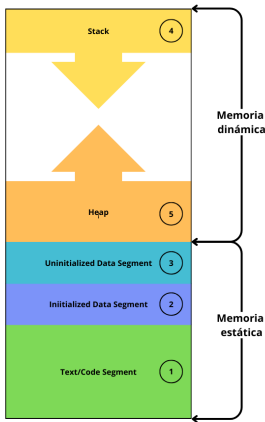 Stack
4
Memoria
dinámica
Heap
5
Uninitialized Data Segment
3
Iniitialized Data Segment
2
Memoria
estática
Text/Code Segment
1